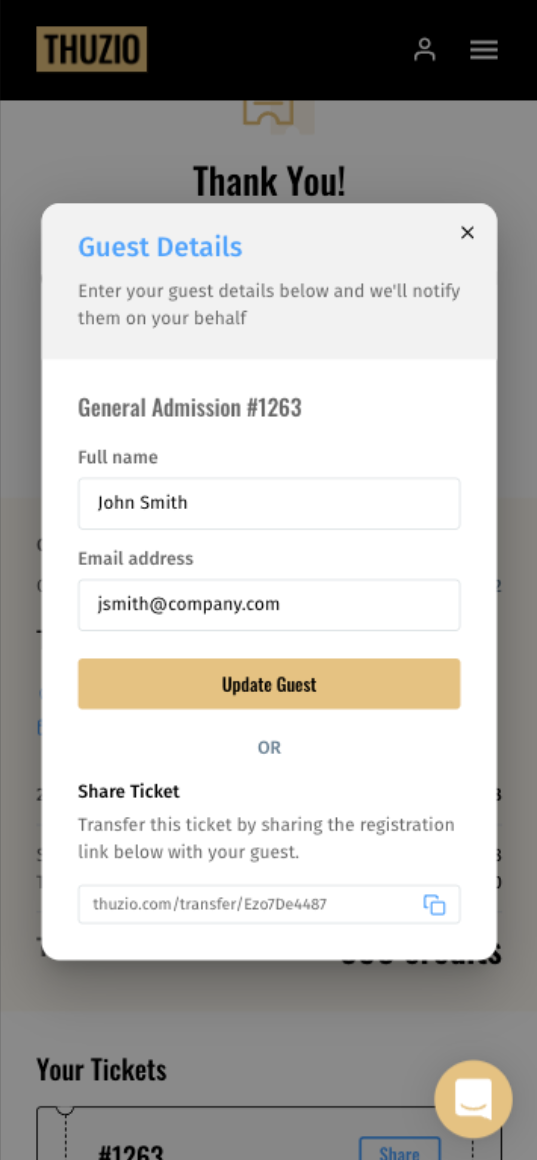 THUZIO
Thank You!
Guest Details
Enter your guest details below and we'll notify
them on your behalf
General Admission #1263
Full name
John Smith
Email address
jsmith@company.com
Update Guest
OR
Share Ticket
Transfer this ticket by sharing the registration
link below with your guest.
thuzio.com/transfer/Ezo7De4487
credits
Your Tickets
#1263
Share